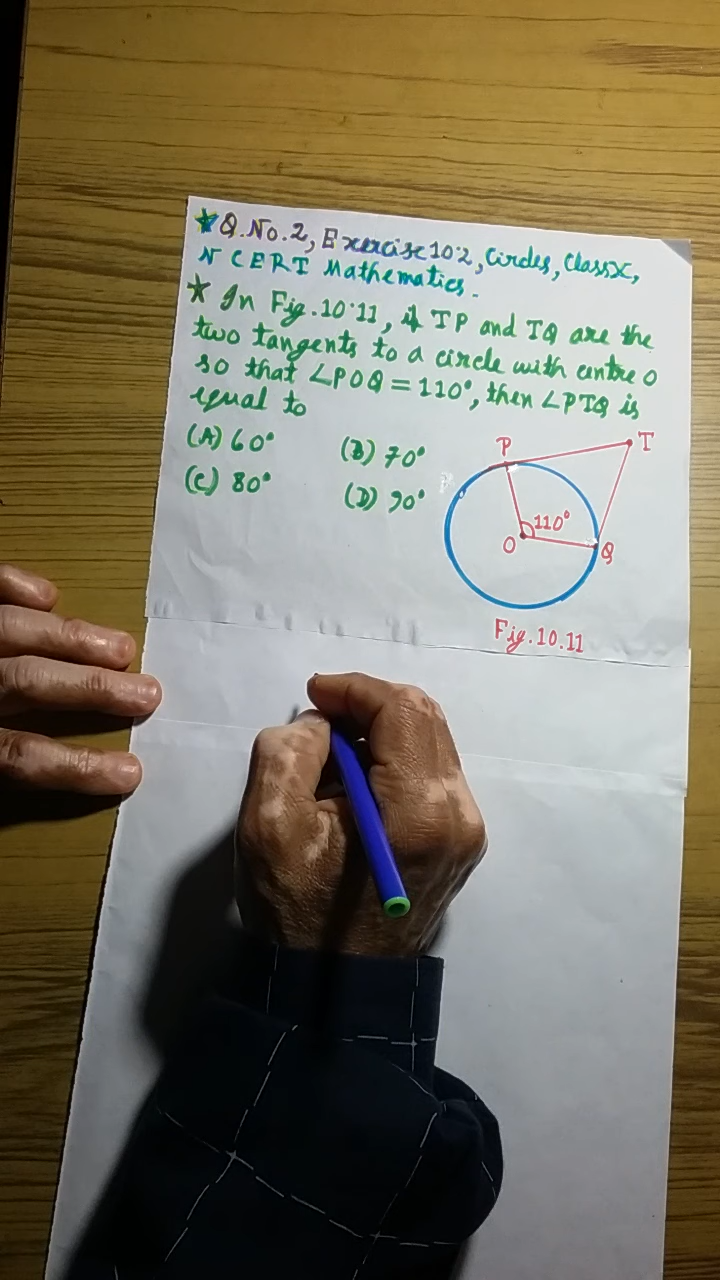 ★ Q.No.2, Exercise 10.2, Circles, Class X,
NCERT Mathematics.
★ In Fig.10.11, if TP and TQ are the
two tangents to a circle with centre O
so that ∠POQ = 110°, then ∠PTQ is
equal to
(A) 60° (B) 70°
(C) 80° (D) 90°
P
T
110°
O
Q
Fig.10.11